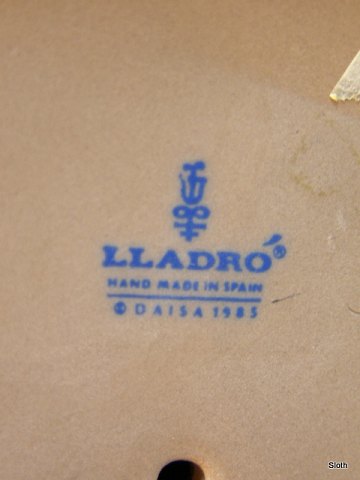 LLADRÓ®
HAND MADE IN SPAIN
© DAISA 1985
Sloth